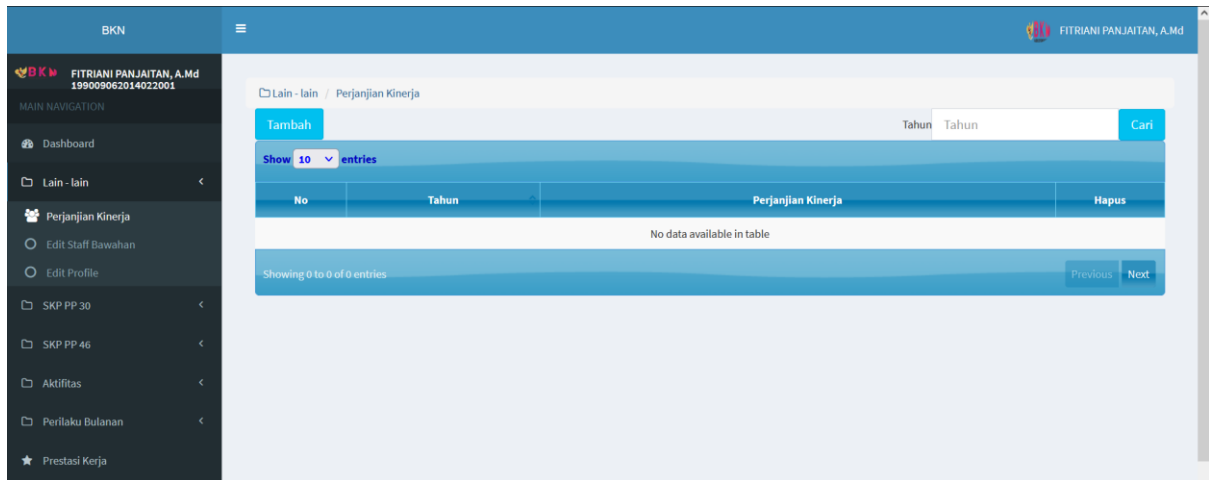 BKN
FITRIANI PANJAITAN, A.Md
BKN
FITRIANI PANJAITAN, A.Md
199009062014022001
MAIN NAVIGATION
Dashboard
Lain - lain
Perjanjian Kinerja
Edit Staff Bawahan
Edit Profile
SKP PP 30
SKP PP 46
Aktifitas
Perilaku Bulanan
Prestasi Kerja
Lain - lain / Perjanjian Kinerja
Tambah
Tahun Tahun Cari
Show 10 entries
No Tahun Perjanjian Kinerja Hapus
No data available in table
Showing 0 to 0 of 0 entries
Previous Next